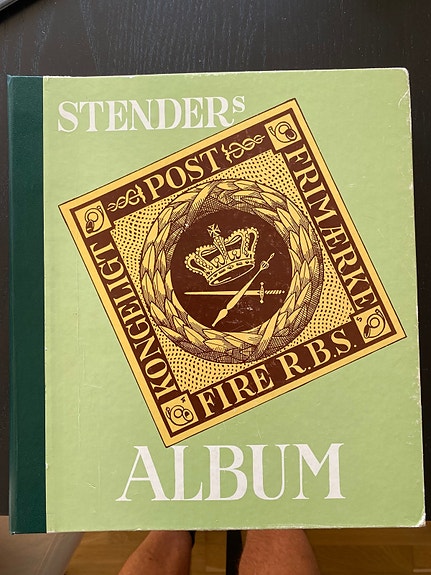 STENDERS
KONGELIGT
POST
FRIMÆRKE
FIRE R.B.S.
ALBUM